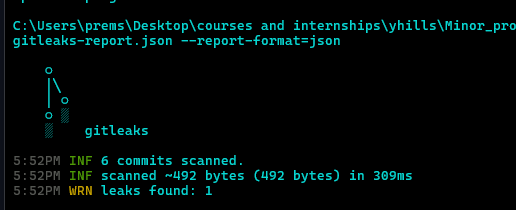 C:\Users\prems\Desktop\courses and internships\yhills\Minor_pro
gitleaks-report.json --report-format=json
○
│╲
│ ○
○ ░
░    gitleaks
5:52PM INF 6 commits scanned.
5:52PM INF scanned ~492 bytes (492 bytes) in 309ms
5:52PM WRN leaks found: 1